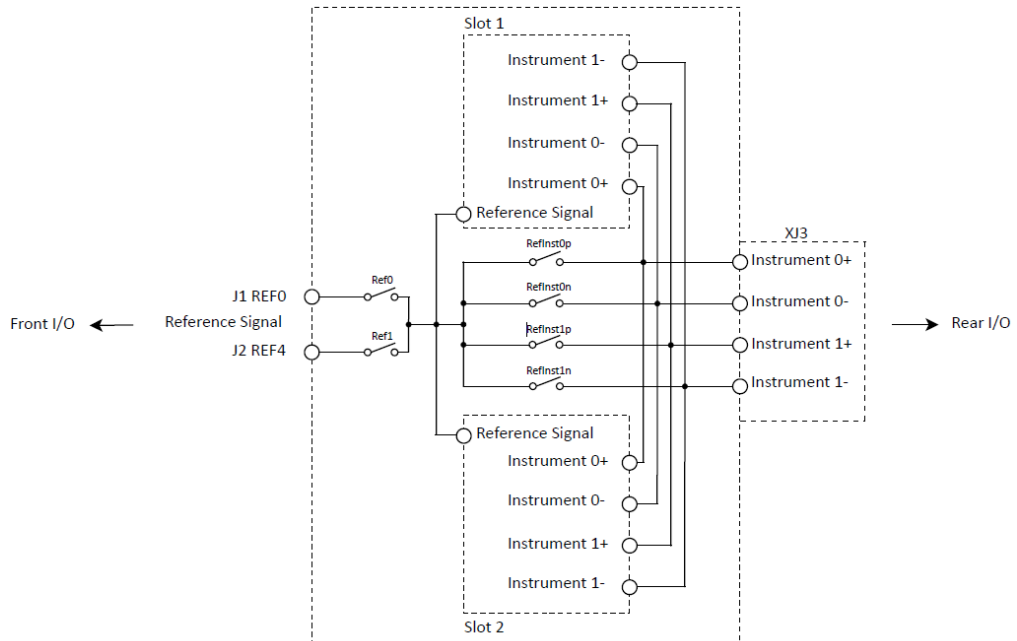 Slot 1
Instrument 1-
Instrument 1+
Instrument 0-
Instrument 0+
Reference Signal
XJ3
RefInst0p
Instrument 0+
Ref0
RefInst0n
J1 REF0
Instrument 0-
Front I/O
Reference Signal
Rear I/O
Ref1
RefInst1p
J2 REF4
Instrument 1+
RefInst1n
Instrument 1-
Reference Signal
Instrument 0+
Instrument 0-
Instrument 1+
Instrument 1-
Slot 2